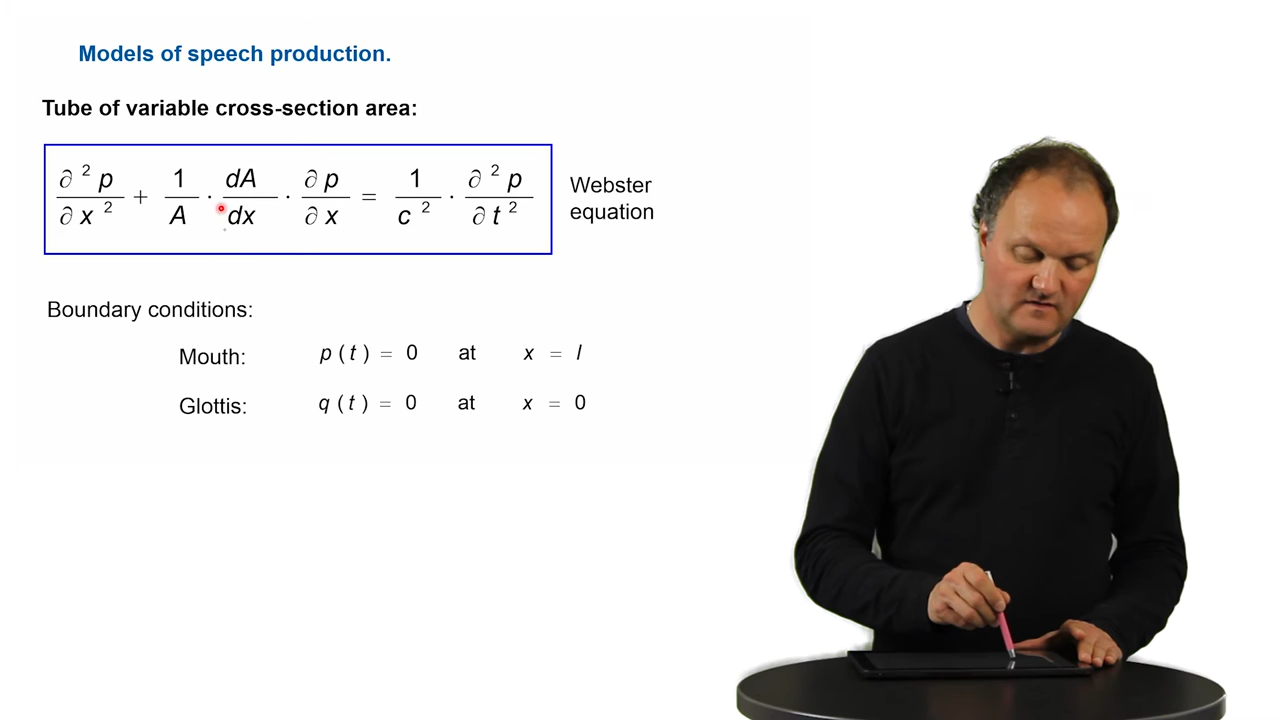 Models of speech production.
Tube of variable cross-section area:
∂²p/∂x² + 1/A · dA/dx · ∂p/∂x = 1/c² · ∂²p/∂t²
Webster
equation
Boundary conditions:
Mouth: p(t) = 0 at x = l
Glottis: q(t) = 0 at x = 0